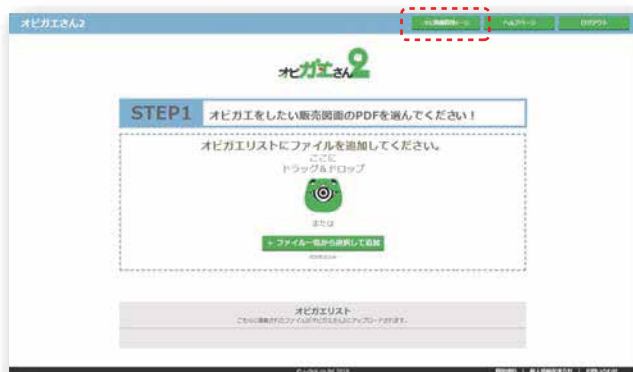 オビガエさん2
ヘルプページ
ログアウト
オビガエさん2
STEP1 オビガエをしたい販売図面のPDFを選んでください！
オビガエリストにファイルを追加してください。
ここに
ドラッグ&ドロップ
または
+ ファイル一覧から選択して追加
オビガエリスト